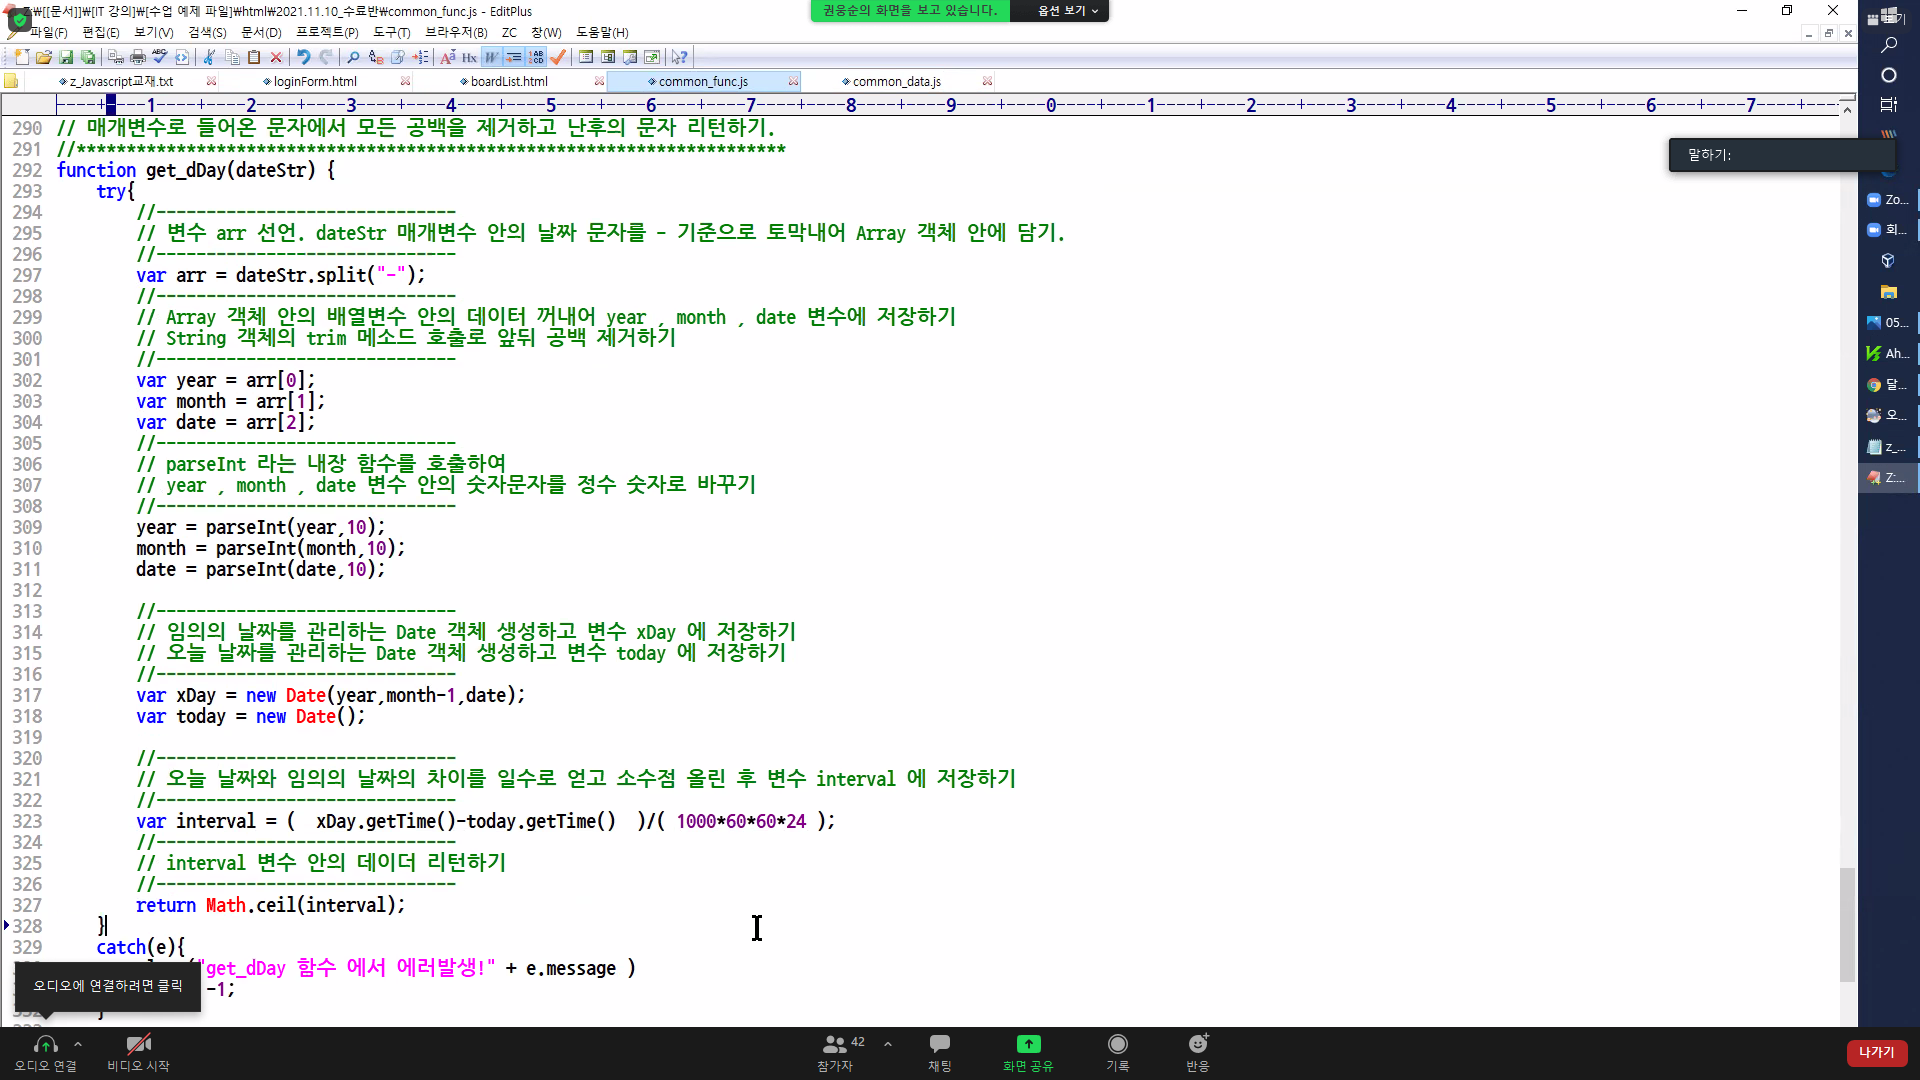 Z:\[[문서]]\[IT 강의]\[수업 예제 파일]\html\2021.11.10_수료반\common_func.js - EditPlus
권웅순의 화면을 보고 있습니다. 옵션 보기
파일(F) 편집(E) 보기(V) 검색(S) 문서(D) 프로젝트(P) 도구(T) 브라우저(B) ZC 창(W) 도움말(H)
z_Javascript교재.txt loginForm.html boardList.html common_func.js common_data.js
----+----1----+----2----+----3----+----4----+----5----+----6----+----7----+----8----+----9----+----0----+----1----+----2----+----3----+----4----+----5----+----6----+----7----+--
290 // 매개변수로 들어온 문자에서 모든 공백을 제거하고 난후의 문자 리턴하기.
291 //***********************************************************************
292 function get_dDay(dateStr) {
293 try{
294 //------------------------------
295 // 변수 arr 선언. dateStr 매개변수 안의 날짜 문자를 - 기준으로 토막내어 Array 객체 안에 담기.
296 //------------------------------
297 var arr = dateStr.split("-");
298 //------------------------------
299 // Array 객체 안의 배열변수 안의 데이터 꺼내어 year , month , date 변수에 저장하기
300 // String 객체의 trim 메소드 호출로 앞뒤 공백 제거하기
301 //------------------------------
302 var year = arr[0];
303 var month = arr[1];
304 var date = arr[2];
305 //------------------------------
306 // parseInt 라는 내장 함수를 호출하여
307 // year , month , date 변수 안의 숫자문자를 정수 숫자로 바꾸기
308 //------------------------------
309 year = parseInt(year,10);
310 month = parseInt(month,10);
311 date = parseInt(date,10);
312
313 //------------------------------
314 // 임의의 날짜를 관리하는 Date 객체 생성하고 변수 xDay 에 저장하기
315 // 오늘 날짜를 관리하는 Date 객체 생성하고 변수 today 에 저장하기
316 //------------------------------
317 var xDay = new Date(year,month-1,date);
318 var today = new Date();
319
320 //------------------------------
321 // 오늘 날짜와 임의의 날짜의 차이를 일수로 얻고 소수점 올린 후 변수 interval 에 저장하기
322 //------------------------------
323 var interval = (  xDay.getTime()-today.getTime()  )/( 1000*60*60*24 );
324 //------------------------------
325 // interval 변수 안의 데이더 리턴하기
326 //------------------------------
327 return Math.ceil(interval);
328 }
329 catch(e){
"get_dDay 함수 에서 에러발생!" + e.message )
-1;
오디오에 연결하려면 클릭
말하기:
Zo...
회...
05...
Ah...
달...
오...
z_...
Z:...
오디오 연결 비디오 시작 참가자 42 채팅 화면 공유 기록 반응 나가기